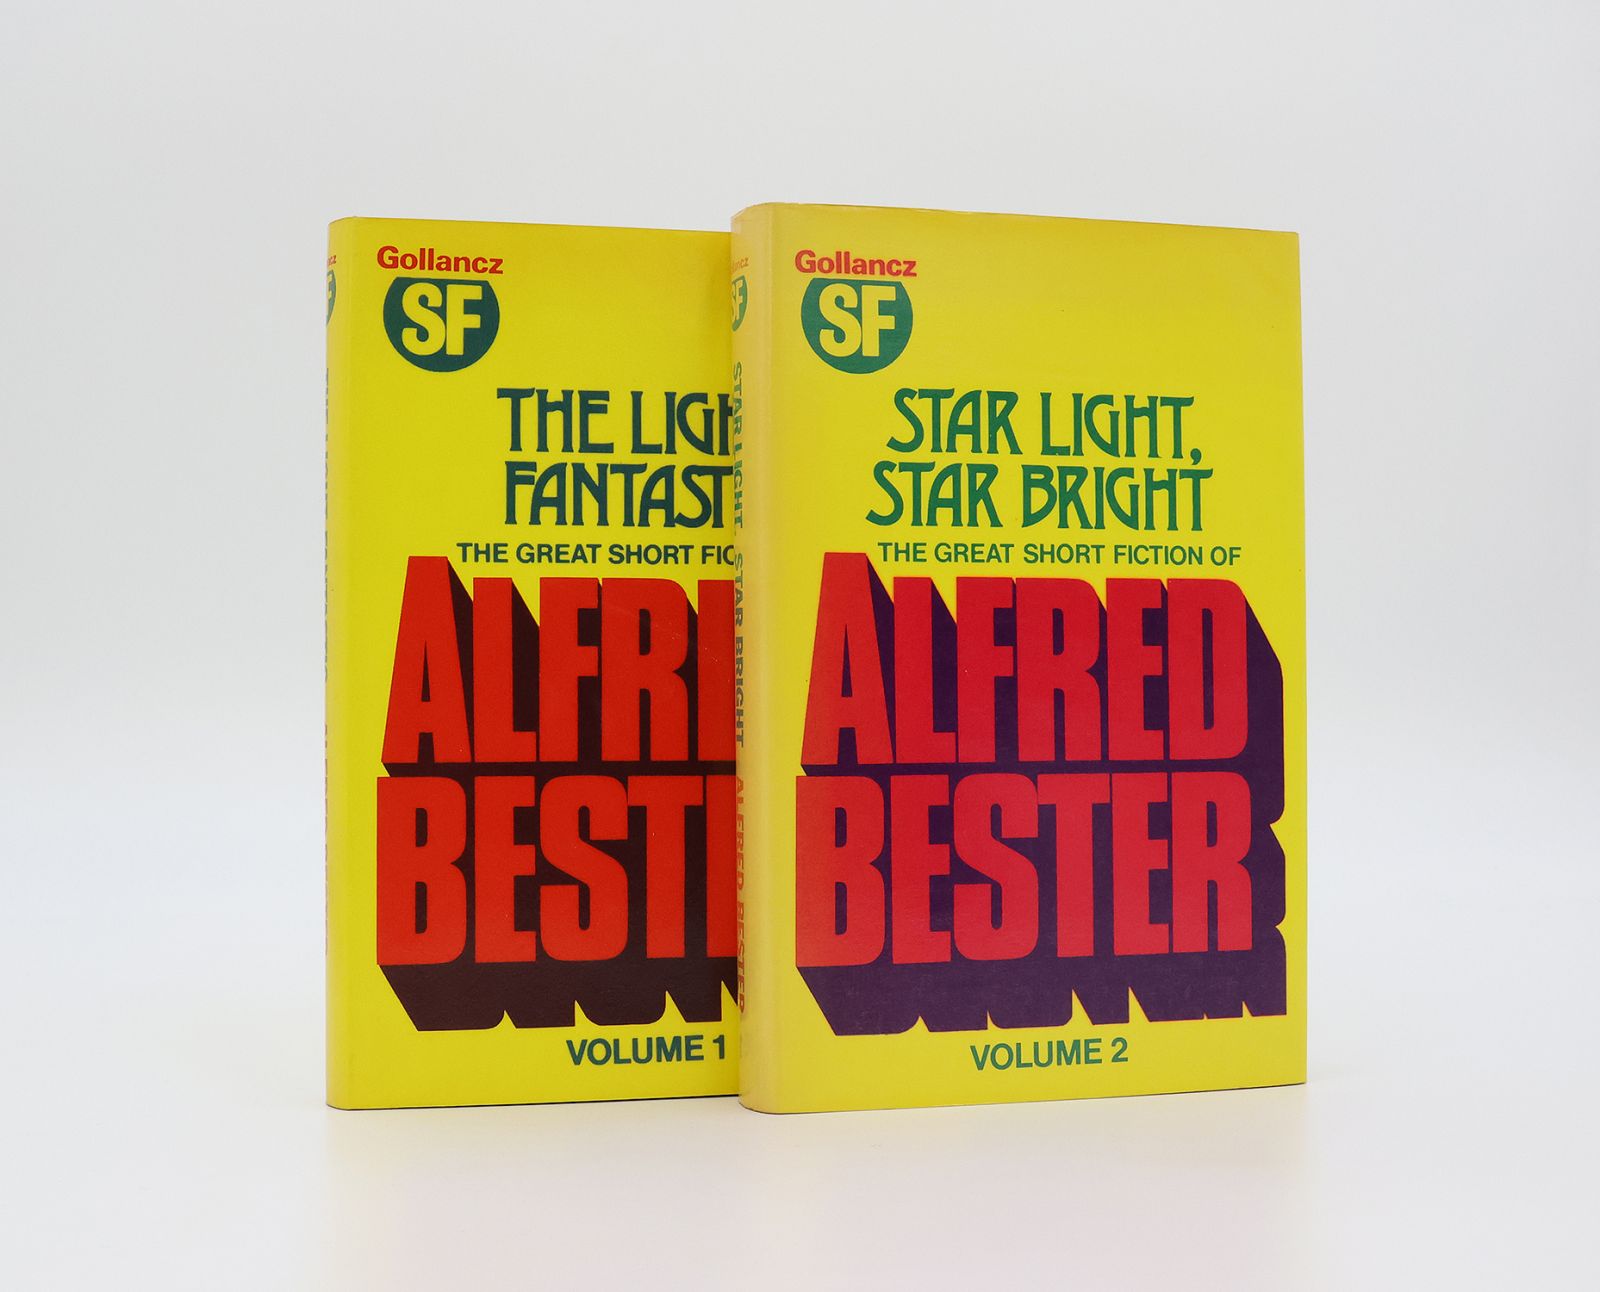 Gollancz
SF
THE LIGH
FANTAST
THE GREAT SHORT FIC
ALFRE
BESTE
VOLUME 1
STAR LIGHT, STAR BRIGHT ALFRED BESTER
Gollancz
SF
STAR LIGHT,
STAR BRIGHT
THE GREAT SHORT FICTION OF
ALFRED
BESTER
VOLUME 2